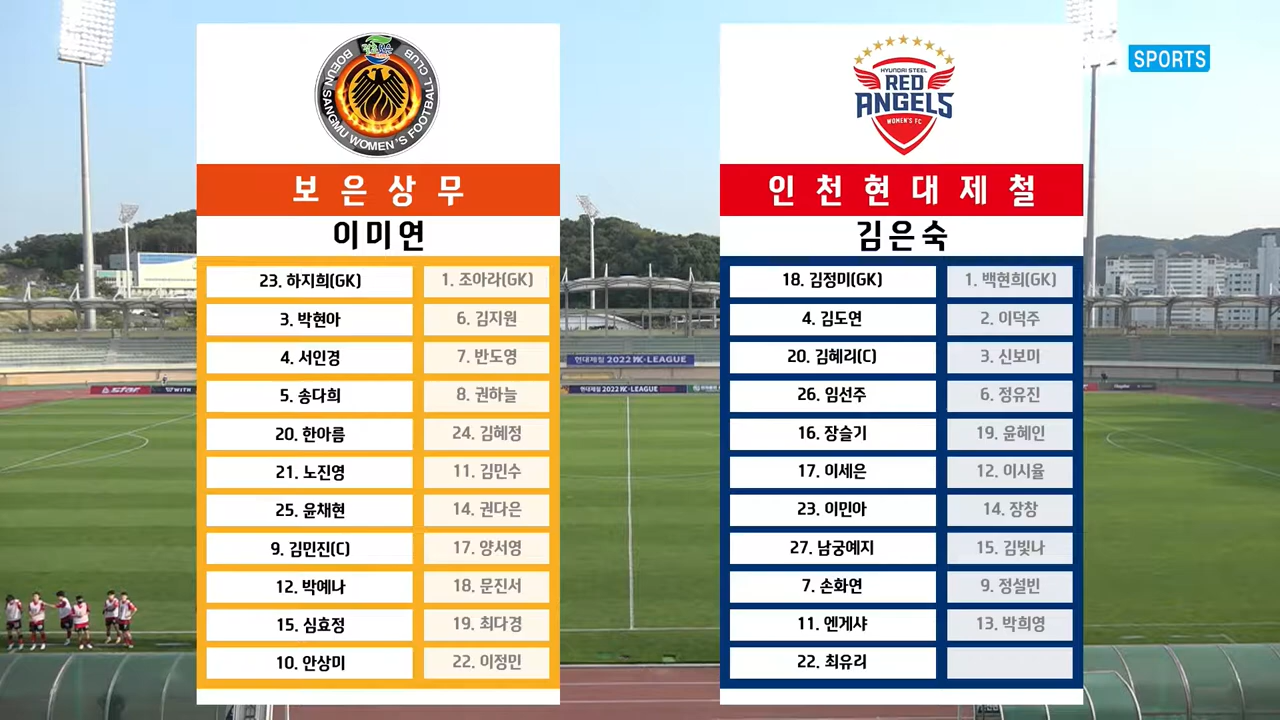 BOEUN SANGMU WOMEN'S FOOTBALL CLUB
보은상무
이미연
23. 하지희(GK)
3. 박현아
4. 서인경
5. 송다희
20. 한아름
21. 노진영
25. 윤채현
9. 김민진(C)
12. 박예나
15. 심효정
10. 안상미
1. 조아라(GK)
6. 김지원
7. 반도영
8. 권하늘
24. 김혜정
11. 김민수
14. 권다은
17. 양서영
18. 문진서
19. 최다경
22. 이정민
HYUNDAI STEEL
RED
ANGELS
WOMEN'S FC
인천현대제철
김은숙
18. 김정미(GK)
4. 김도연
20. 김혜리(C)
26. 임선주
16. 장슬기
17. 이세은
23. 이민아
27. 남궁예지
7. 손화연
11. 엔게샤
22. 최유리
1. 백현희(GK)
2. 이덕주
3. 신보미
6. 정유진
19. 윤혜인
12. 이시율
14. 장창
15. 김빛나
9. 정설빈
13. 박희영
SPORTS
현대제철 2022 WK-LEAGUE
STAR
WITH
현대제철 2022 WK-LEAGUE